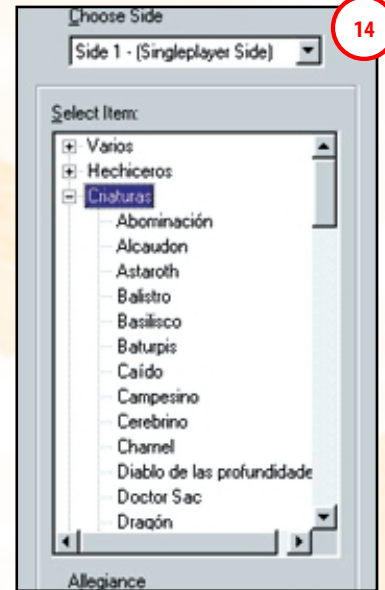 Choose Side
14
Side 1 - (Singleplayer Side)
Select Item:
Varios
Hechiceros
Criaturas
Abominación
Alcaudon
Astaroth
Balistro
Basilisco
Baturpis
Caído
Campesino
Cerebrino
Charnel
Diablo de las profundidade
Doctor Sac
Dragón
Allegiance